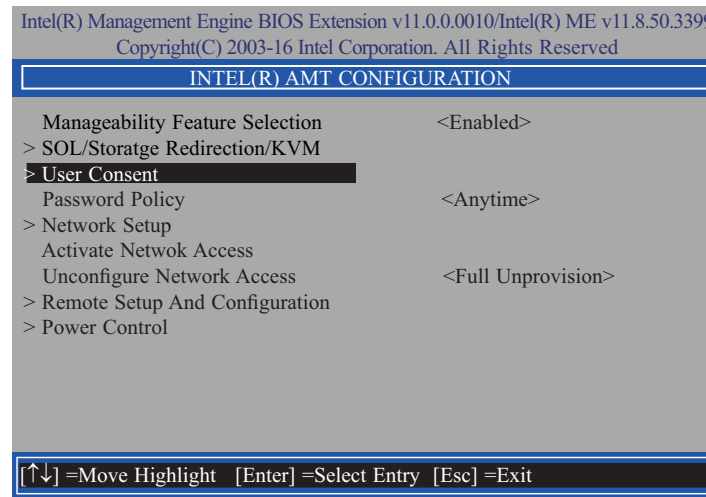 Intel(R) Management Engine BIOS Extension v11.0.0.0010/Intel(R) ME v11.8.50.3399
Copyright(C) 2003-16 Intel Corporation. All Rights Reserved
INTEL(R) AMT CONFIGURATION
Manageability Feature Selection <Enabled>
> SOL/Storatge Redirection/KVM
> User Consent
Password Policy <Anytime>
> Network Setup
Activate Netwok Access
Unconfigure Network Access <Full Unprovision>
> Remote Setup And Configuration
> Power Control
[↑↓] =Move Highlight [Enter] =Select Entry [Esc] =Exit